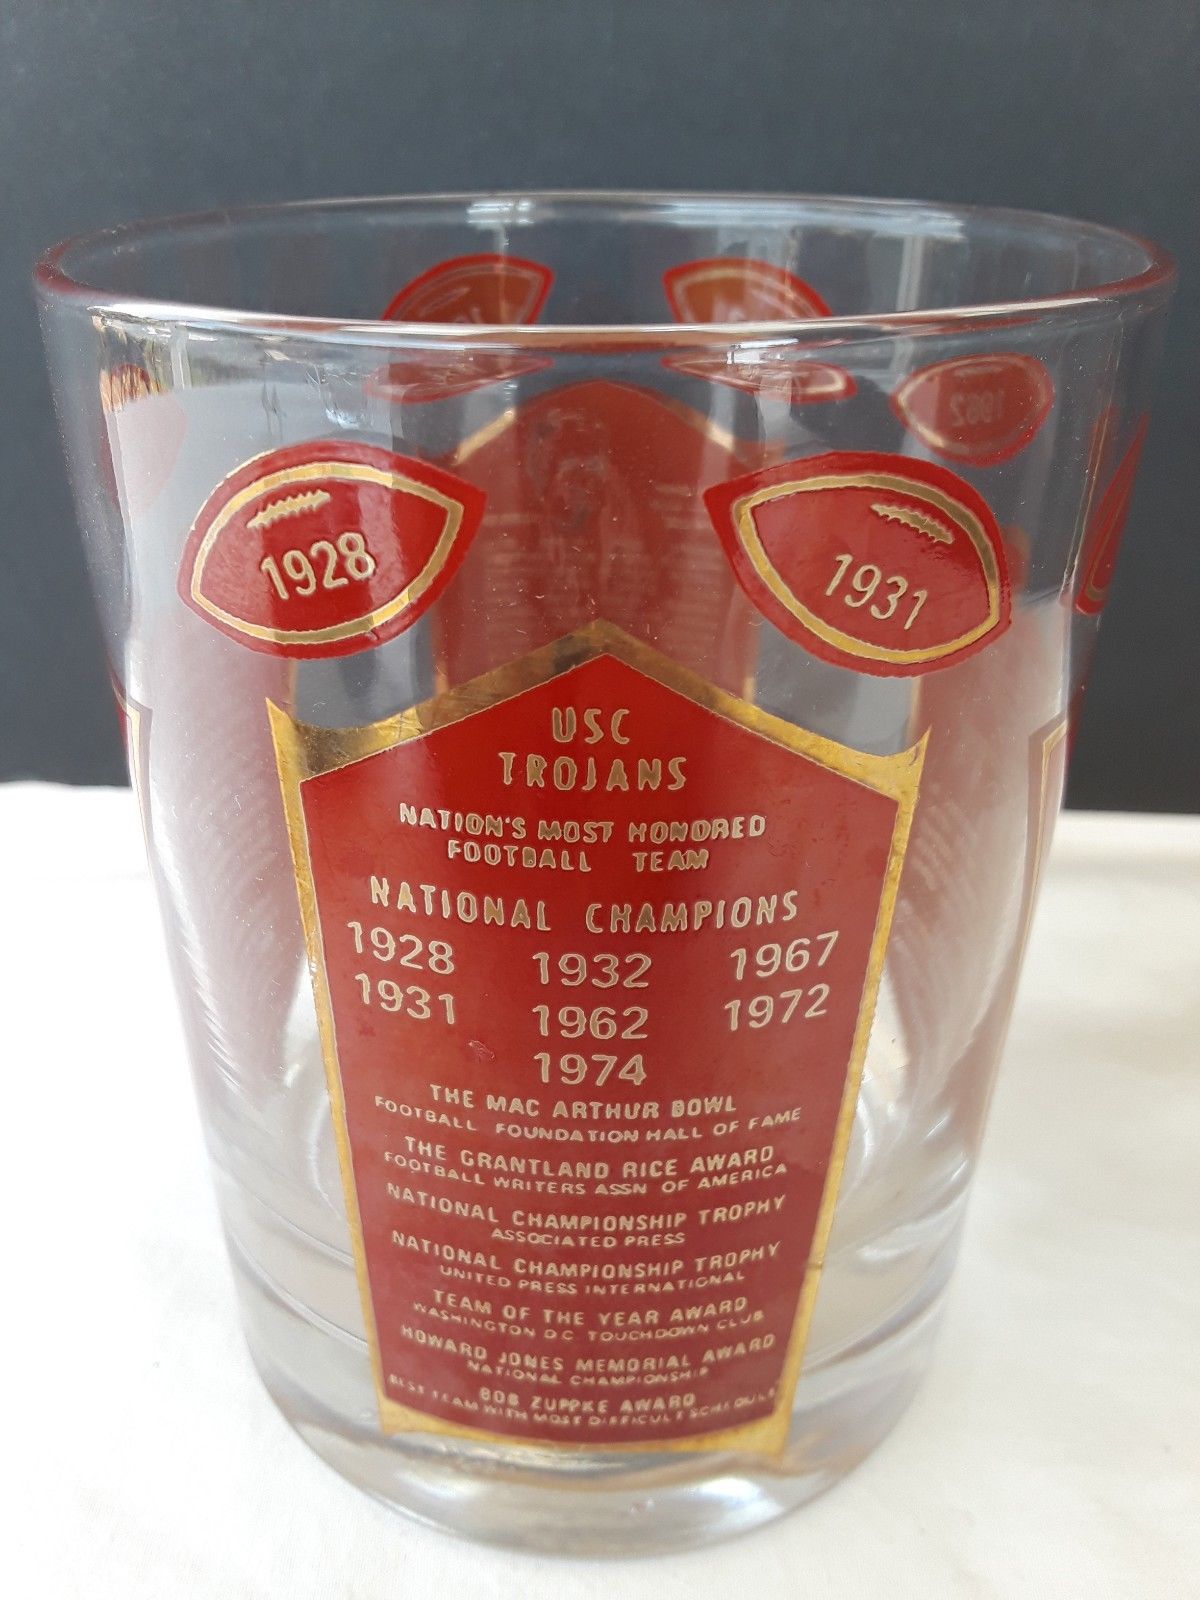 1928
1931
1962
USC
TROJANS
NATION'S MOST HONORED
FOOTBALL TEAM
NATIONAL CHAMPIONS
1928 1932 1967
1931 1962 1972
1974
THE MAC ARTHUR BOWL
FOOTBALL FOUNDATION HALL OF FAME
THE GRANTLAND RICE AWARD
FOOTBALL WRITERS ASSN OF AMERICA
NATIONAL CHAMPIONSHIP TROPHY
ASSOCIATED PRESS
NATIONAL CHAMPIONSHIP TROPHY
UNITED PRESS INTERNATIONAL
TEAM OF THE YEAR AWARD
WASHINGTON D.C. TOUCHDOWN CLUB
HOWARD JONES MEMORIAL AWARD
NATIONAL CHAMPIONSHIP
BOB ZUPPKE AWARD
BEST TEAM WITH MOST DIFFICULT SCHEDULE